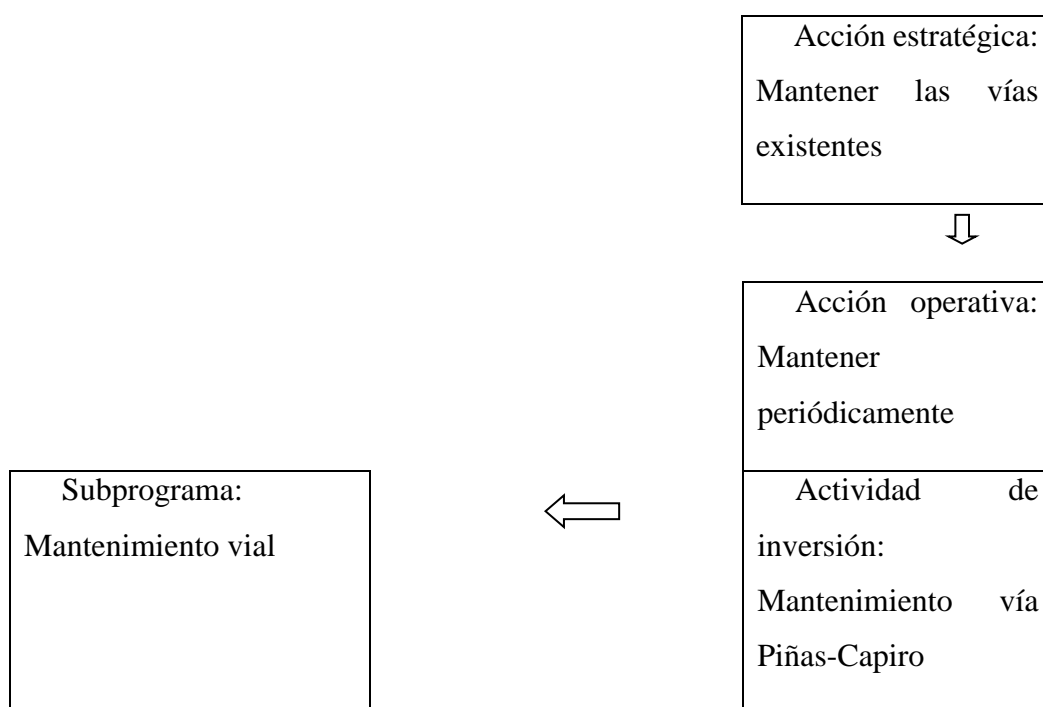 Acción estratégica:
Mantener las vías
existentes
Acción operativa:
Mantener
periódicamente
Subprograma:
Mantenimiento vial
Actividad de
inversión:
Mantenimiento vía
Piñas-Capiro